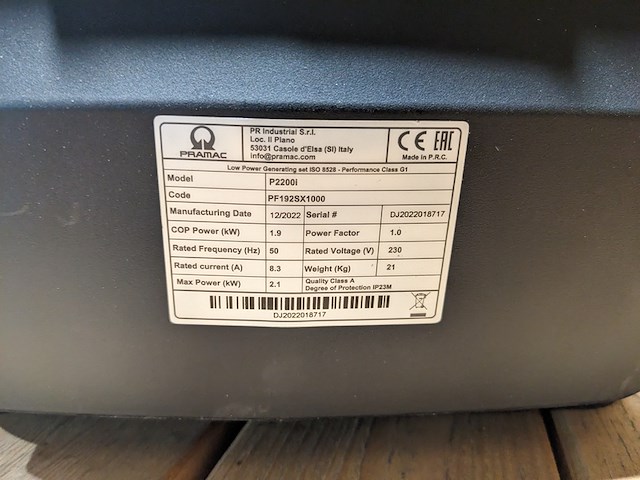 PRAMAC
PR Industrial S.r.l.
Loc. Il Piano
53031 Casole d'Elsa (SI) Italy
info@pramac.com
CE EAC
Made in P.R.C.
Low Power Generating set ISO 8528 - Performance Class G1
Model P2200i
Code PF192SX1000
Manufacturing Date 12/2022 Serial # DJ2022018717
COP Power (kW) 1.9 Power Factor 1.0
Rated Frequency (Hz) 50 Rated Voltage (V) 230
Rated current (A) 8.3 Weight (Kg) 21
Max Power (kW) 2.1 Quality Class A
Degree of Protection IP23M
DJ2022018717